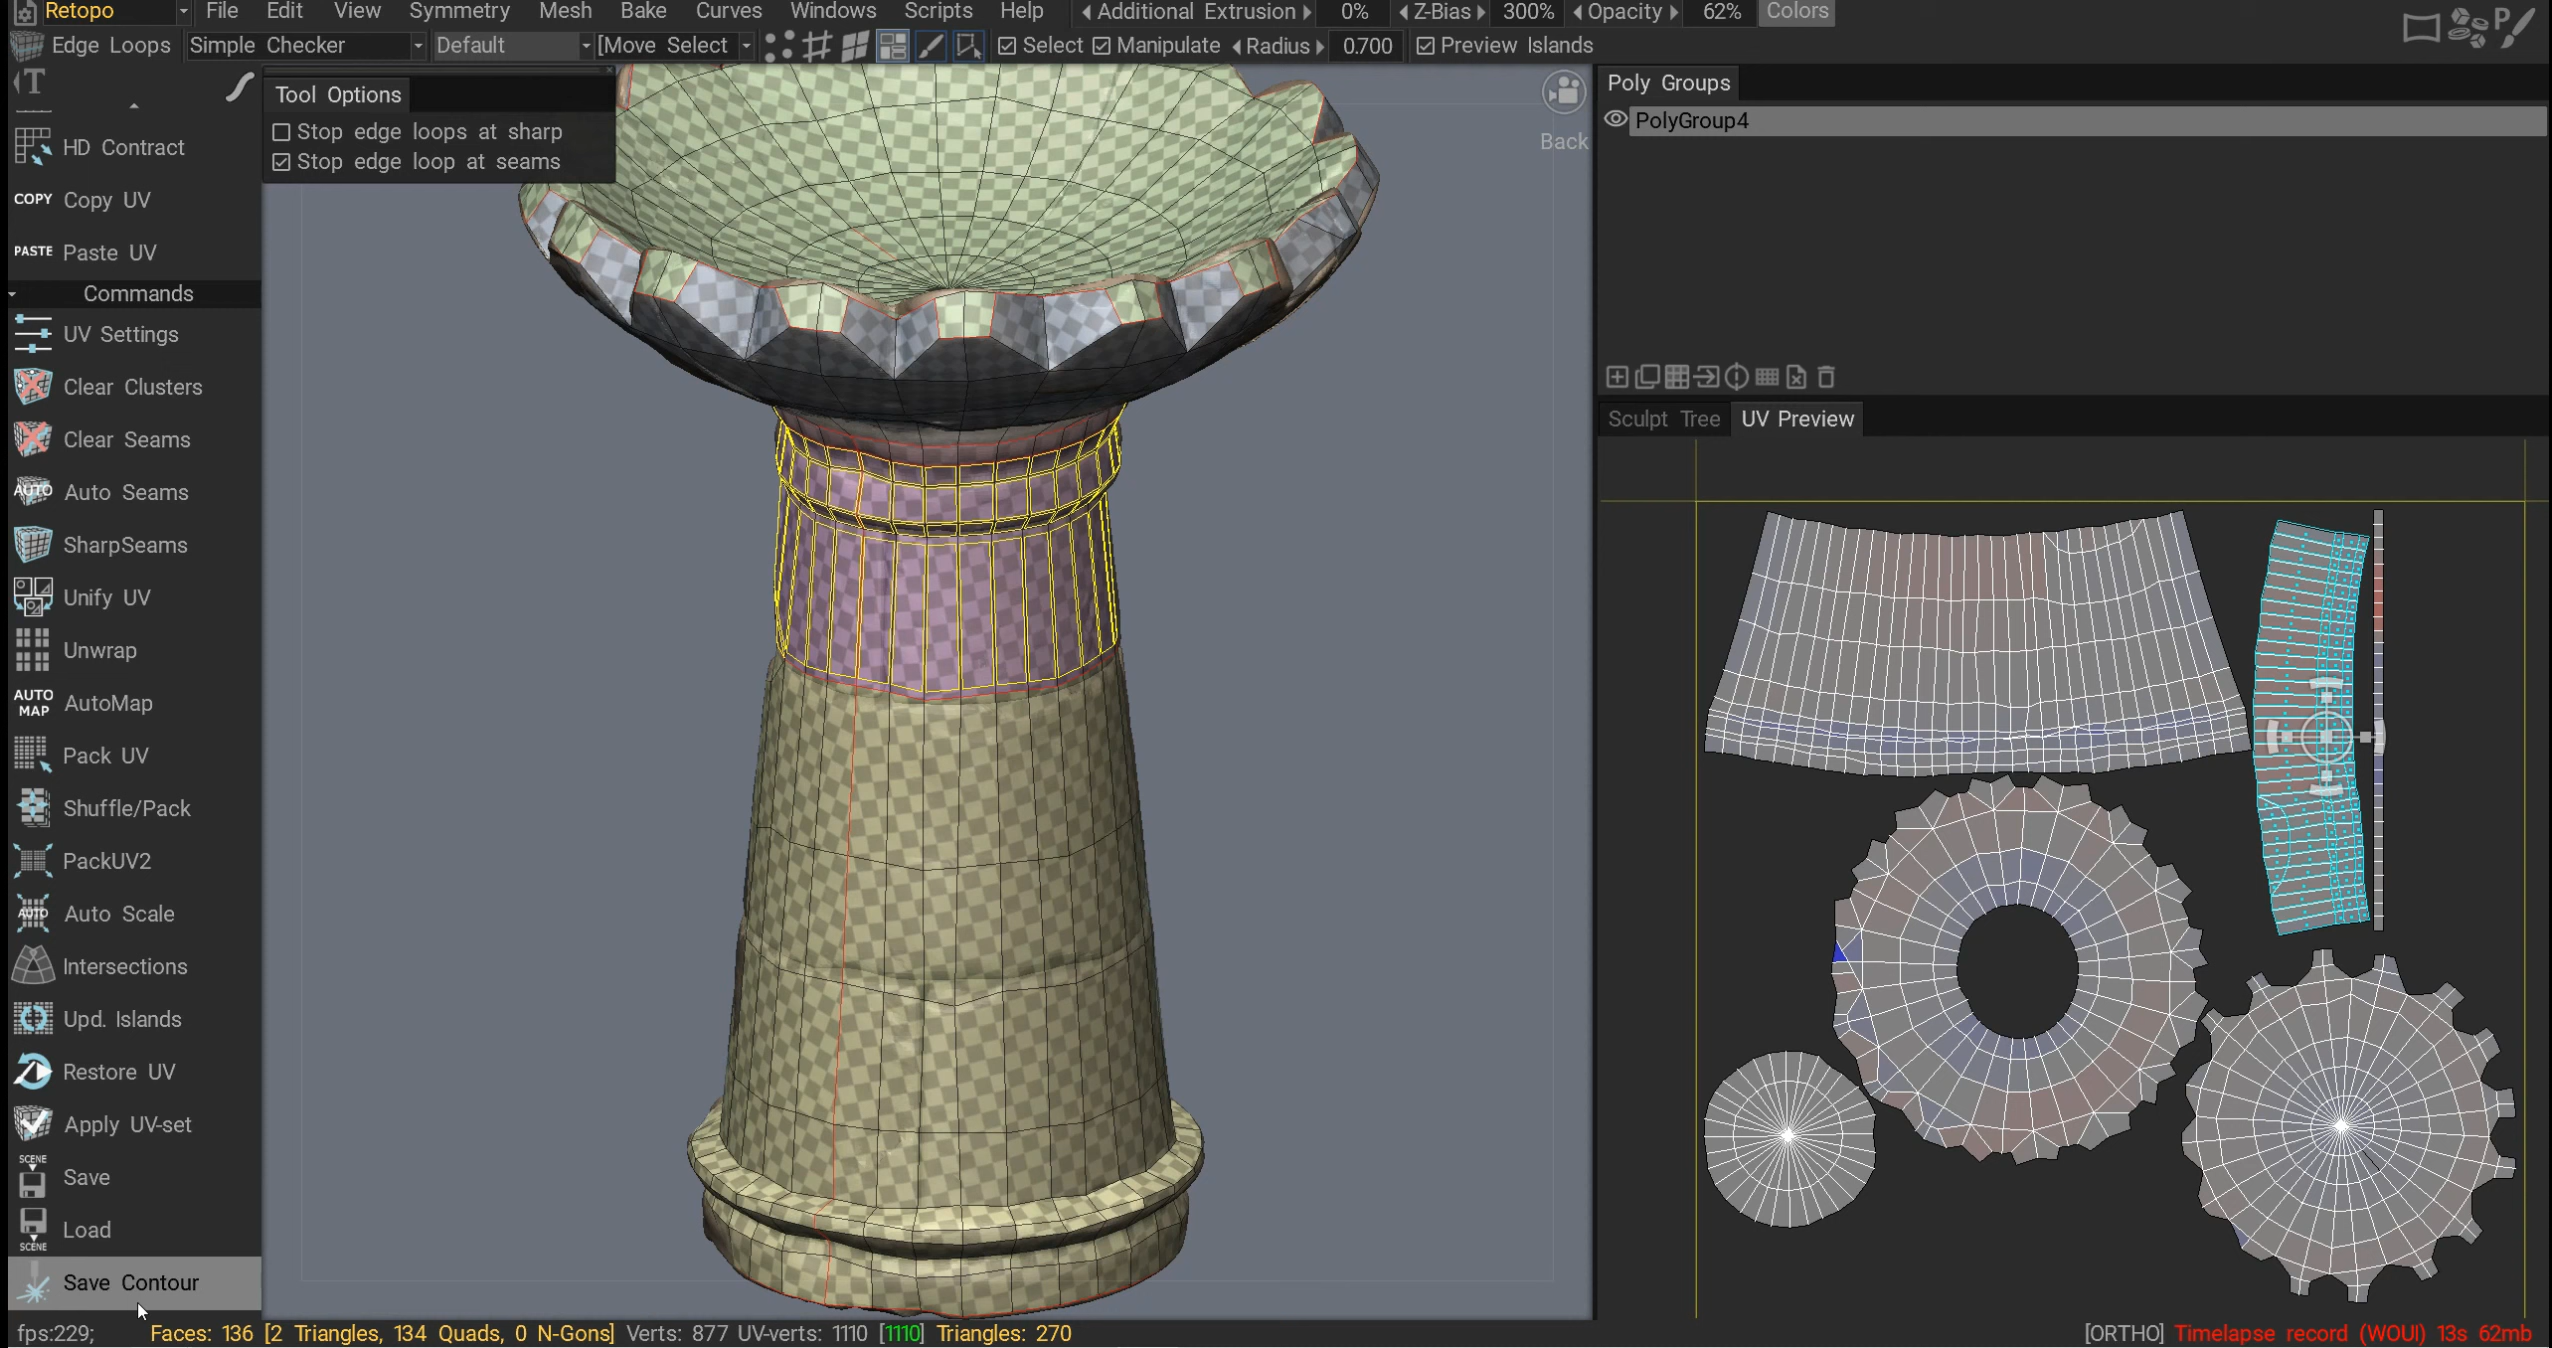 Retopo File Edit View Symmetry Mesh Bake Curves Windows Scripts Help Additional Extrusion 0% Z-Bias 300% Opacity 62% Colors
Edge Loops Simple Checker Default [Move Select Select Manipulate Radius 0.700 Preview Islands
T
Tool Options
Stop edge loops at sharp
Stop edge loop at seams
HD Contract
COPY Copy UV
PASTE Paste UV
Commands
UV Settings
Clear Clusters
Clear Seams
AUTO Auto Seams
SharpSeams
Unify UV
Unwrap
AUTO MAP AutoMap
Pack UV
Shuffle/Pack
PackUV2
AUTO Auto Scale
Intersections
Upd. Islands
Restore UV
Apply UV-set
SCENE Save
Load SCENE
Save Contour
Back
Poly Groups
PolyGroup4
Sculpt Tree UV Preview
fps:229; Faces: 136 [2 Triangles, 134 Quads, 0 N-Gons] Verts: 877 UV-verts: 1110 [1110] Triangles: 270 [ORTHO] Timelapse record (WOUI) 13s 62mb